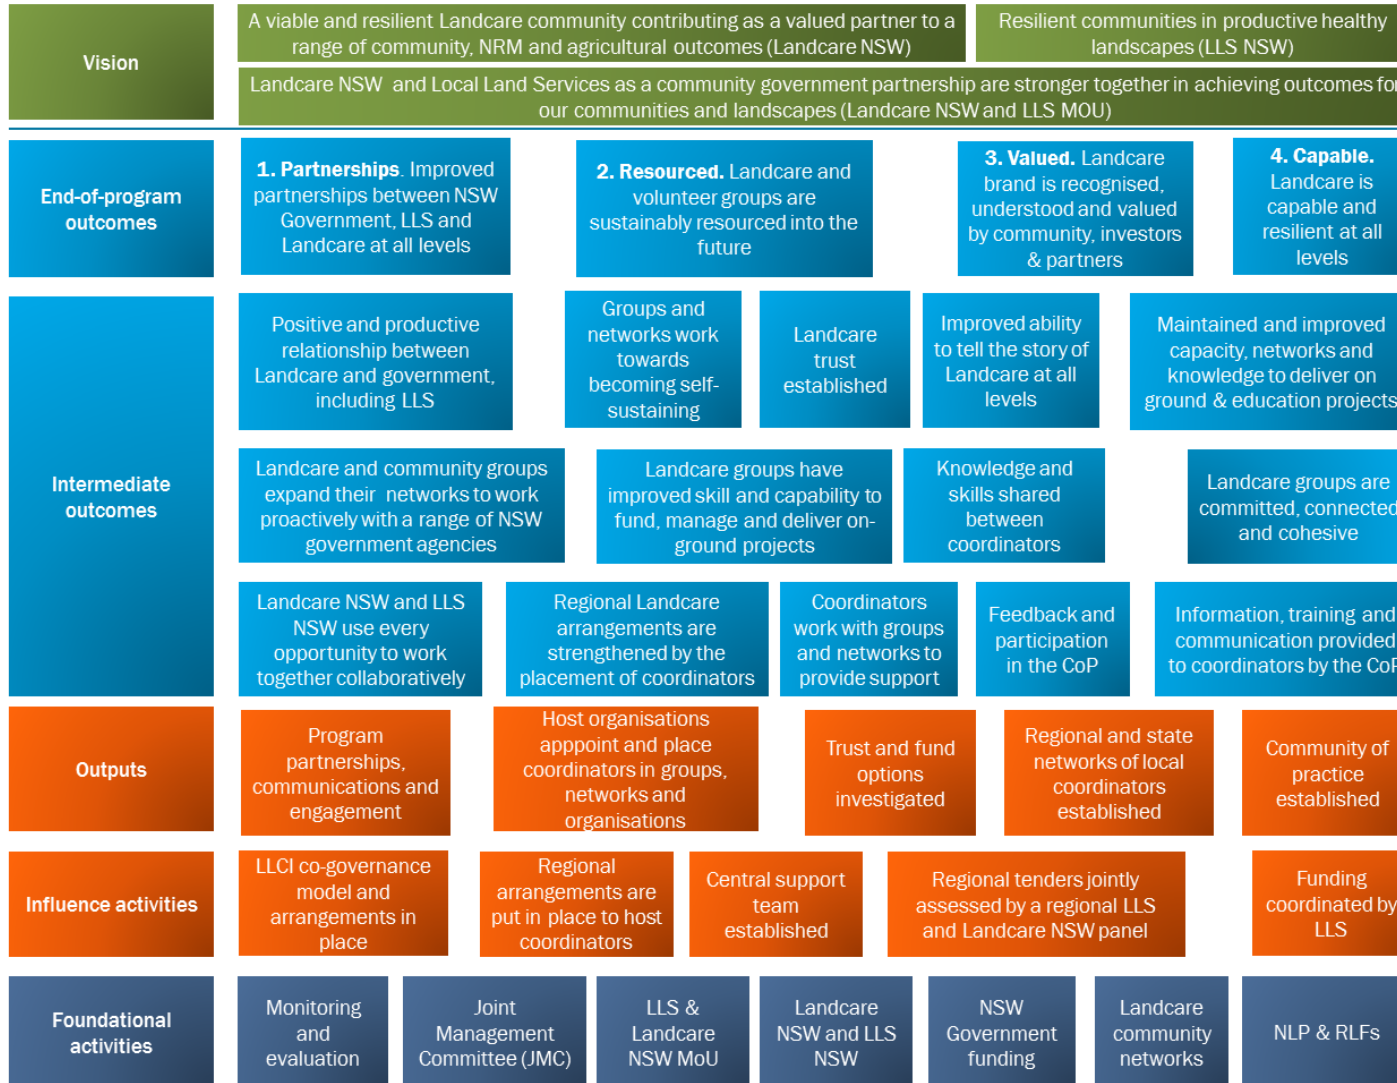 Vision
A viable and resilient Landcare community contributing as a valued partner to a
range of community, NRM and agricultural outcomes (Landcare NSW)
Resilient communities in productive healthy
landscapes (LLS NSW)
Landcare NSW and Local Land Services as a community government partnership are stronger together in achieving outcomes for
our communities and landscapes (Landcare NSW and LLS MOU)
End-of-program
outcomes
1. Partnerships. Improved
partnerships between NSW
Government, LLS and
Landcare at all levels
2. Resourced. Landcare and
volunteer groups are
sustainably resourced into the
future
3. Valued. Landcare
brand is recognised,
understood and valued
by community, investors
& partners
4. Capable.
Landcare is
capable and
resilient at all
levels
Intermediate
outcomes
Positive and productive
relationship between
Landcare and government,
including LLS
Groups and
networks work
towards
becoming self-
sustaining
Landcare
trust
established
Improved ability
to tell the story of
Landcare at all
levels
Maintained and improved
capacity, networks and
knowledge to deliver on
ground & education projects
Landcare and community groups
expand their networks to work
proactively with a range of NSW
government agencies
Landcare groups have
improved skill and capability to
fund, manage and deliver on-
ground projects
Knowledge and
skills shared
between
coordinators
Landcare groups are
committed, connected
and cohesive
Landcare NSW and LLS
NSW use every
opportunity to work
together collaboratively
Regional Landcare
arrangements are
strengthened by the
placement of coordinators
Coordinators
work with groups
and networks to
provide support
Feedback and
participation
in the CoP
Information, training and
communication provided
to coordinators by the CoP
Outputs
Program
partnerships,
communications and
engagement
Host organisations
apppoint and place
coordinators in groups,
networks and
organisations
Trust and fund
options
investigated
Regional and state
networks of local
coordinators
established
Community of
practice
established
Influence activities
LLCI co-governance
model and
arrangements in
place
Regional
arrangements are
put in place to host
coordinators
Central support
team
established
Regional tenders jointly
assessed by a regional LLS
and Landcare NSW panel
Funding
coordinated by
LLS
Foundational
activities
Monitoring
and
evaluation
Joint
Management
Committee (JMC)
LLS &
Landcare
NSW MoU
Landcare
NSW and LLS
NSW
NSW
Government
funding
Landcare
community
networks
NLP & RLFs